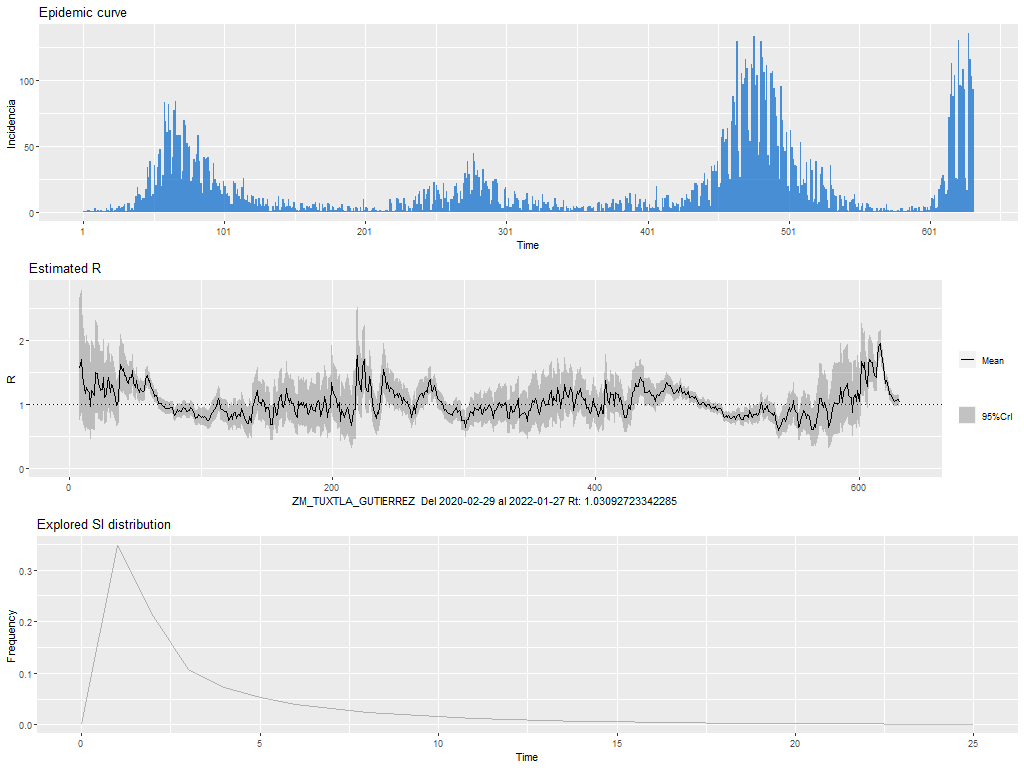 Epidemic curve
Incidencia
100
50
0
1 101 201 301 401 501 601
Time
Estimated R
R
2
1
0
0 200 400 600
Mean
95%CrI
ZM_TUXTLA_GUTIERREZ Del 2020-02-29 al 2022-01-27 Rt: 1.03092723342285
Explored SI distribution
Frequency
0.3
0.2
0.1
0.0
0 5 10 15 20 25
Time